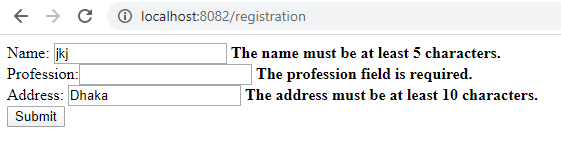 localhost:8082/registration
Name: jkj The name must be at least 5 characters.
Profession: The profession field is required.
Address: Dhaka The address must be at least 10 characters.
Submit